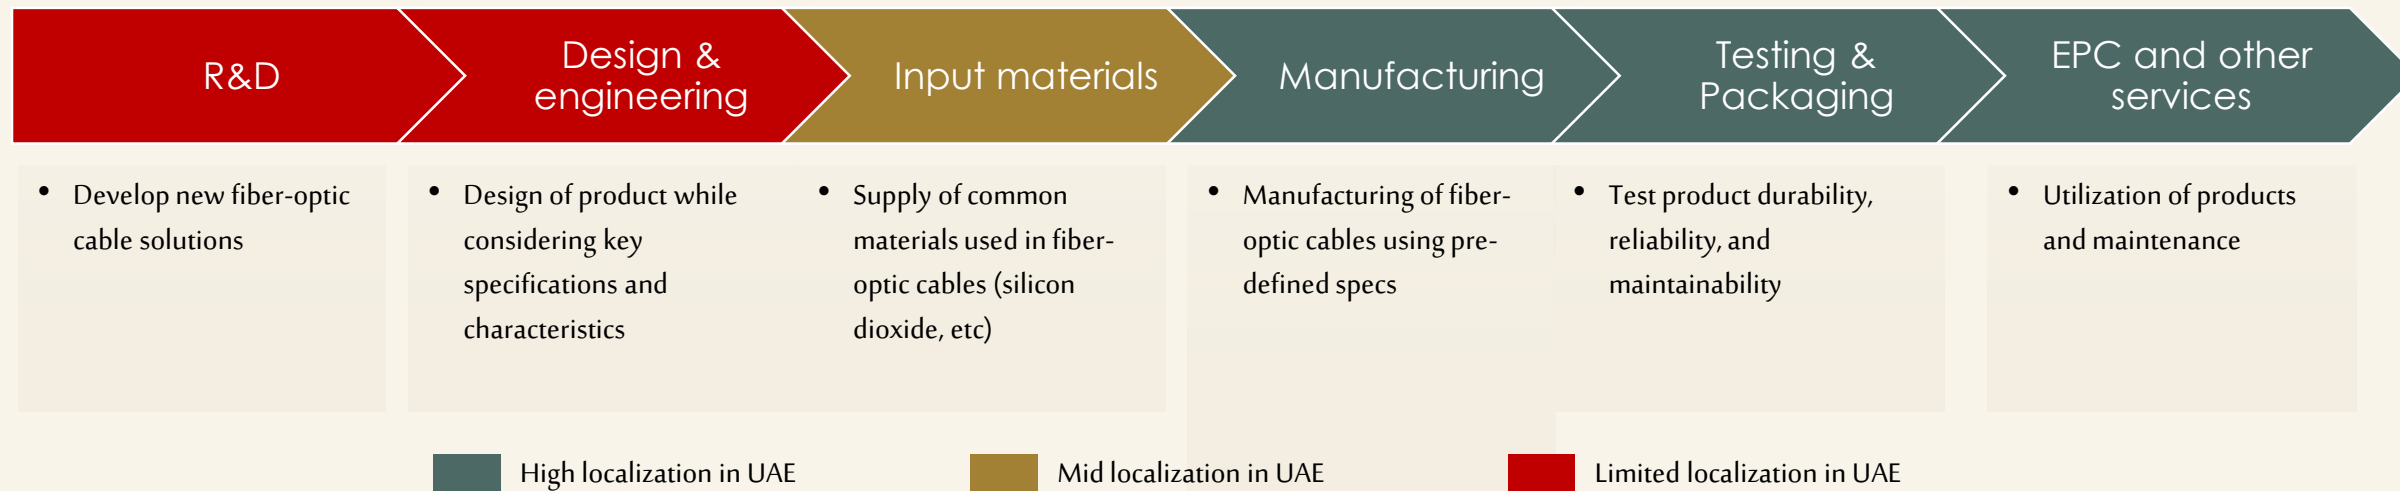 R&D
Design &
engineering
Input materials
Manufacturing
Testing &
Packaging
EPC and other
services
• Develop new fiber-optic
cable solutions
• Design of product while
considering key
specifications and
characteristics
• Supply of common
materials used in fiber-
optic cables (silicon
dioxide, etc)
• Manufacturing of fiber-
optic cables using pre-
defined specs
• Test product durability,
reliability, and
maintainability
• Utilization of products
and maintenance
High localization in UAE
Mid localization in UAE
Limited localization in UAE